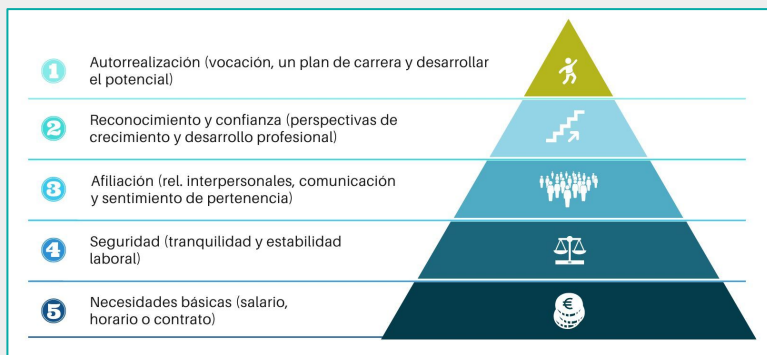 1
Autorrealización (vocación, un plan de carrera y desarrollar
el potencial)
2
Reconocimiento y confianza (perspectivas de
crecimiento y desarrollo profesional)
3
Afiliación (rel. interpersonales, comunicación
y sentimiento de pertenencia)
4
Seguridad (tranquilidad y estabilidad
laboral)
5
Necesidades básicas (salario,
horario o contrato)
€